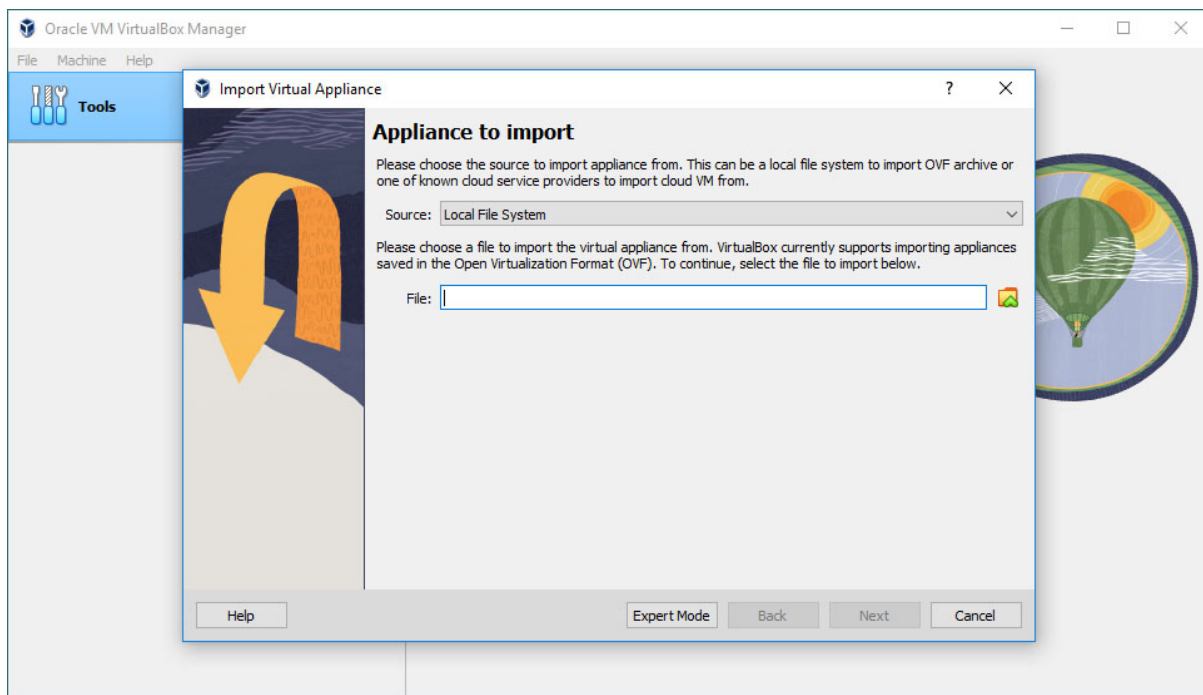 Oracle VM VirtualBox Manager
File Machine Help
Tools
Import Virtual Appliance
?
Appliance to import
Please choose the source to import appliance from. This can be a local file system to import OVF archive or
one of known cloud service providers to import cloud VM from.
Source: Local File System
Please choose a file to import the virtual appliance from. VirtualBox currently supports importing appliances
saved in the Open Virtualization Format (OVF). To continue, select the file to import below.
File:
Help Expert Mode Back Next Cancel